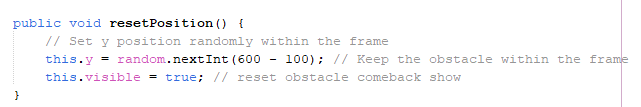 public void resetPosition() {
    // Set y position randomly within the frame
    this.y = random.nextInt(600 - 100); // Keep the obstacle within the frame
    this.visible = true; // reset obstacle comeback show
}